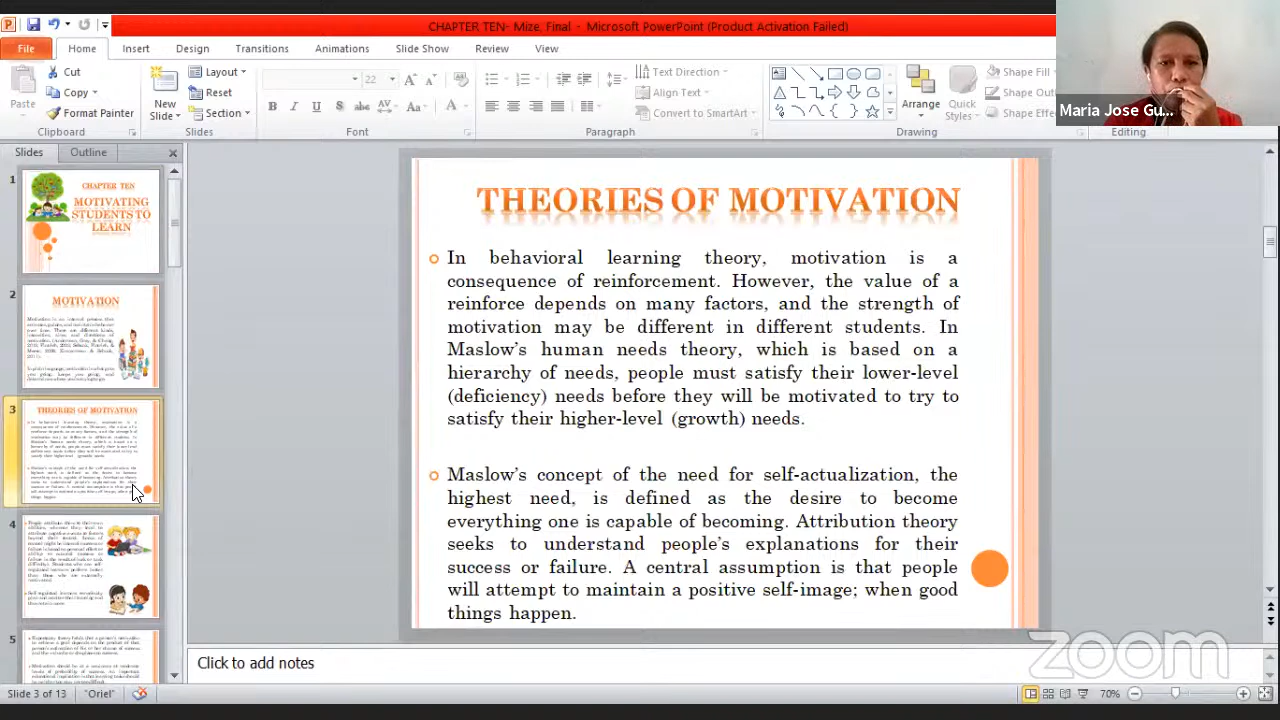 CHAPTER TEN- Mize, Final - Microsoft PowerPoint (Product Activation Failed)
File Home Insert Design Transitions Animations Slide Show Review View
Paste
Cut
Copy
Format Painter
Clipboard
New
Slide
Layout
Reset
Section
Slides
22
Font
Text Direction
Align Text
Convert to SmartArt
Paragraph
Arrange
Quick
Styles
Shape Fill
Shape Out
Shape Effe
Drawing
Editing
Maria Jose Gu...
Slides Outline
1
CHAPTER TEN
MOTIVATING
STUDENTS TO
LEARN
2
MOTIVATION
3
THEORIES OF MOTIVATION
4
5
THEORIES OF MOTIVATION
In behavioral learning theory, motivation is a
consequence of reinforcement. However, the value of a
reinforce depends on many factors, and the strength of
motivation may be different in different students. In
Maslow's human needs theory, which is based on a
hierarchy of needs, people must satisfy their lower-level
(deficiency) needs before they will be motivated to try to
satisfy their higher-level (growth) needs.
Maslow's concept of the need for self-actualization, the
highest need, is defined as the desire to become
everything one is capable of becoming. Attribution theory
seeks to understand people's explanations for their
success or failure. A central assumption is that people
will attempt to maintain a positive self-image; when good
things happen.
Click to add notes
zoom
Slide 3 of 13 "Oriel" 70%